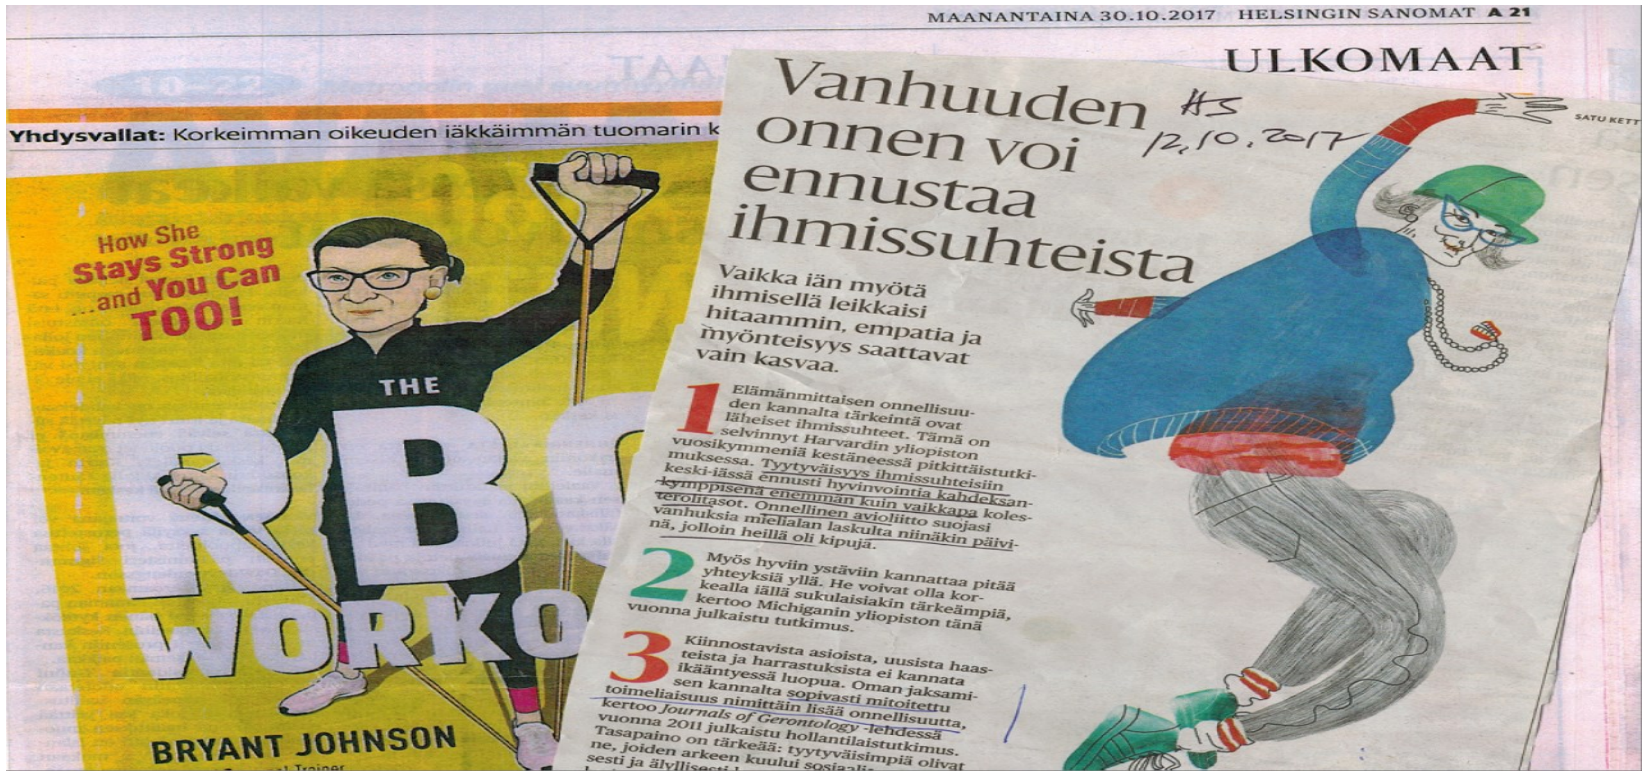 MAANANTAINA 30.10.2017 HELSINGIN SANOMAT A 21
ULKOMAAT
Yhdysvallat: Korkeimman oikeuden iäkkäimmän tuomarin k
How She
Stays Strong
...and You Can
TOO!
THE
RBG
WORKO
BRYANT JOHNSON
Trainer
Vanhuuden
onnen voi
ennustaa
ihmissuhteista
HS
12.10.2017
SATU KETT
Vaikka iän myötä
ihmisellä leikkaisi
hitaammin, empatia ja
myönteisyys saattavat
vain kasvaa.
1 Elämänmittaisen onnellisuu-
den kannalta tärkeintä ovat
läheiset ihmissuhteet. Tämä on
selvinnyt Harvardin yliopiston
vuosikymmeniä kestäneessä pitkittäistutki-
muksessa. Tyytyväisyys ihmissuhteisiin
keski-iässä ennusti hyvinvointia kahdeksan-
kymppisenä enemmän kuin vaikkapa koles-
terolitasot. Onnellinen avioliitto suojasi
vanhuksia mielialan laskulta niinäkin päivi-
nä, jolloin heillä oli kipuja.
2 Myös hyviin ystäviin kannattaa pitää
yhteyksiä yllä. He voivat olla kor-
kealla iällä sukulaisiakin tärkeämpiä,
kertoo Michiganin yliopiston tänä
vuonna julkaistu tutkimus.
3 Kiinnostavista asioista, uusista haas-
teista ja harrastuksista ei kannata
ikääntyessä luopua. Oman jaksami-
sen kannalta sopivasti mitoitettu
toimeliaisuus nimittäin lisää onnellisuutta,
kertoo Journals of Gerontology -lehdessä
vuonna 2011 julkaistu hollantilaistutkimus.
Tasapaino on tärkeää: tyytyväisimpiä olivat
ne, joiden arkeen kuului sosiaali-
sesti ja älyllisesti